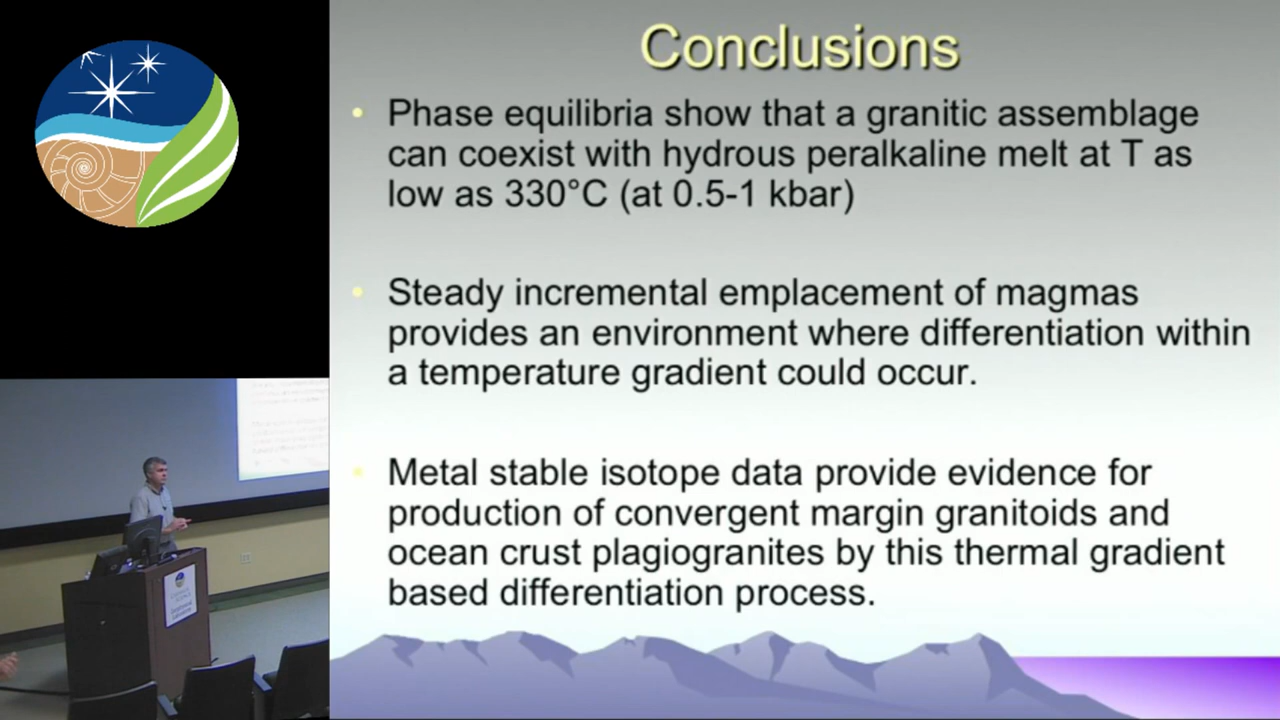 Conclusions
• Phase equilibria show that a granitic assemblage
can coexist with hydrous peralkaline melt at T as
low as 330°C (at 0.5-1 kbar)
• Steady incremental emplacement of magmas
provides an environment where differentiation within
a temperature gradient could occur.
• Metal stable isotope data provide evidence for
production of convergent margin granitoids and
ocean crust plagiogranites by this thermal gradient
based differentiation process.